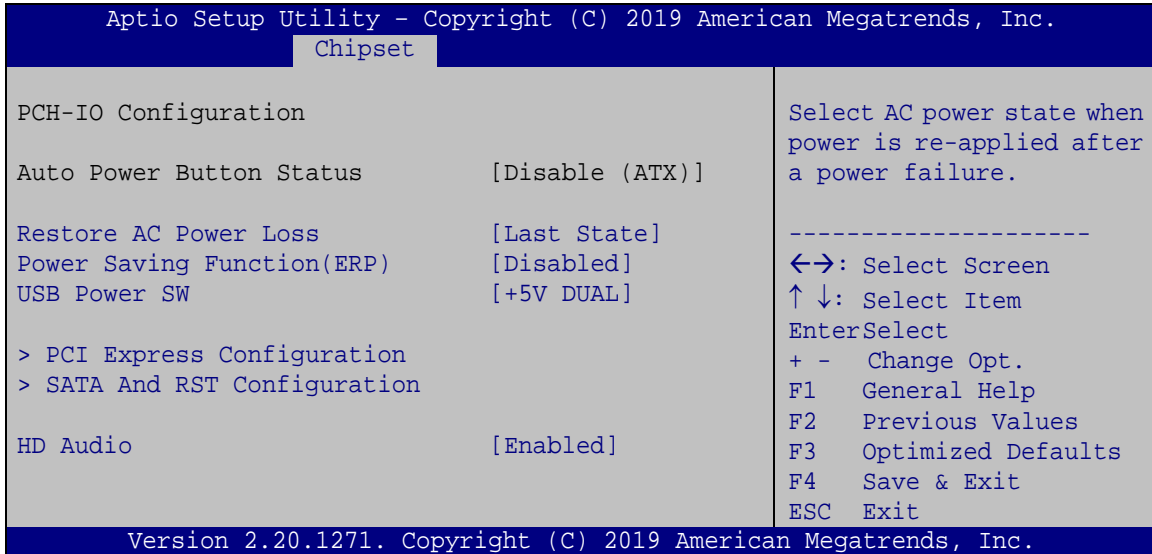 Aptio Setup Utility – Copyright (C) 2019 American Megatrends, Inc.
Chipset
PCH-IO Configuration
Auto Power Button Status [Disable (ATX)]
Restore AC Power Loss [Last State]
Power Saving Function(ERP) [Disabled]
USB Power SW [+5V DUAL]
> PCI Express Configuration
> SATA And RST Configuration
HD Audio [Enabled]
Select AC power state when
power is re-applied after
a power failure.
---------------------
←→: Select Screen
↑ ↓: Select Item
EnterSelect
+ - Change Opt.
F1 General Help
F2 Previous Values
F3 Optimized Defaults
F4 Save & Exit
ESC Exit
Version 2.20.1271. Copyright (C) 2019 American Megatrends, Inc.